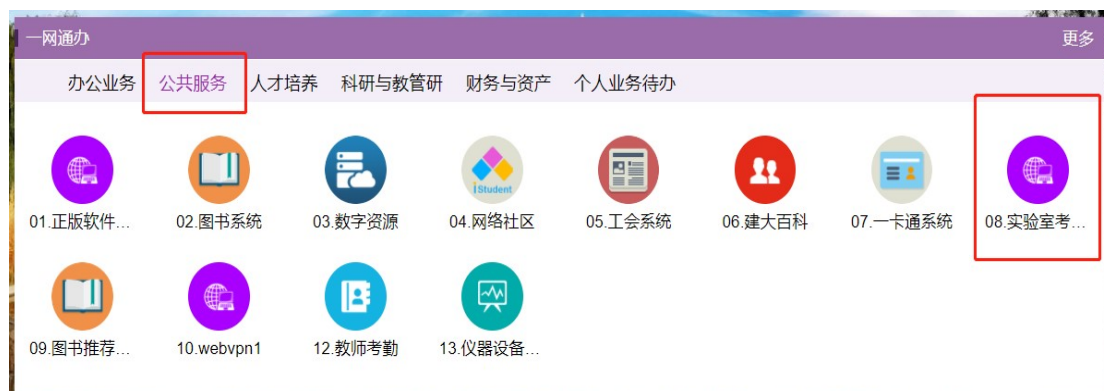 一网通办 更多
办公业务 公共服务 人才培养 科研与教管研 财务与资产 个人业务待办
iStudent
01.正版软件... 02.图书系统 03.数字资源 04.网络社区 05.工会系统 06.建大百科 07.一卡通系统 08.实验室考...
09.图书推荐... 10.webvpn1 12.教师考勤 13.仪器设备...